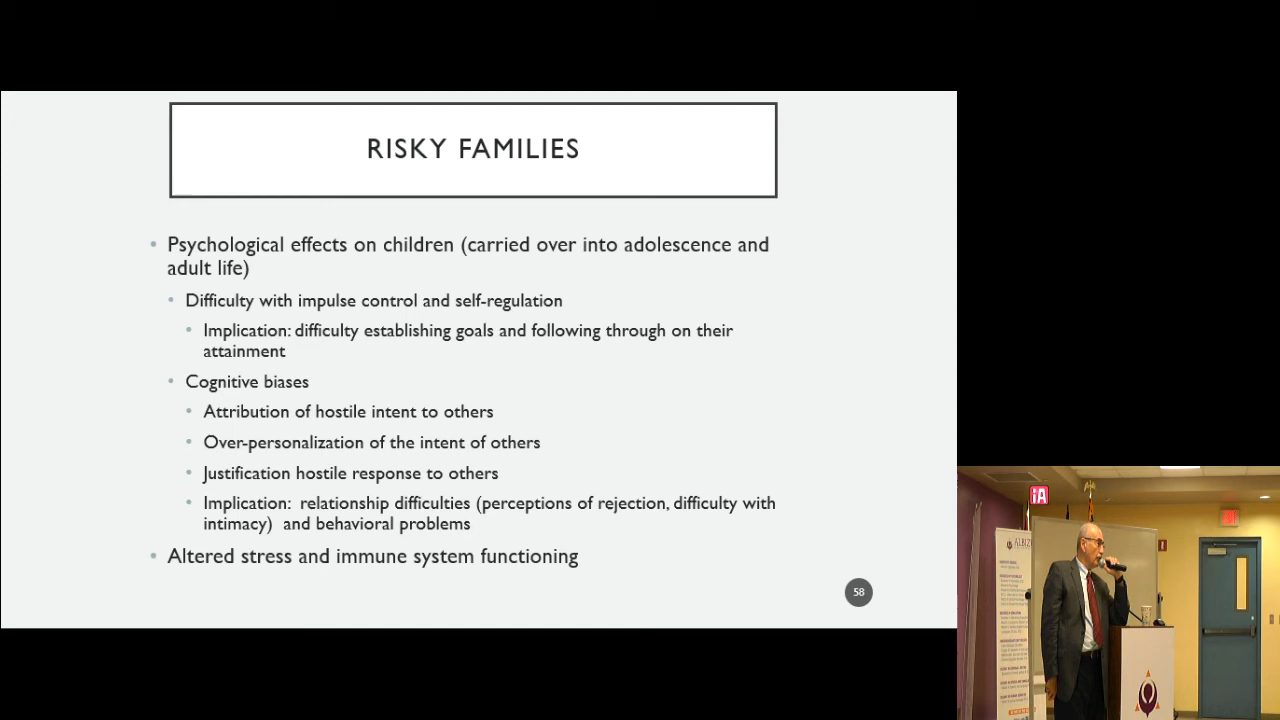 RISKY FAMILIES
• Psychological effects on children (carried over into adolescence and
adult life)
• Difficulty with impulse control and self-regulation
• Implication: difficulty establishing goals and following through on their
attainment
• Cognitive biases
• Attribution of hostile intent to others
• Over-personalization of the intent of others
• Justification hostile response to others
• Implication: relationship difficulties (perceptions of rejection, difficulty with
intimacy) and behavioral problems
• Altered stress and immune system functioning
58
iA
ALBIZ